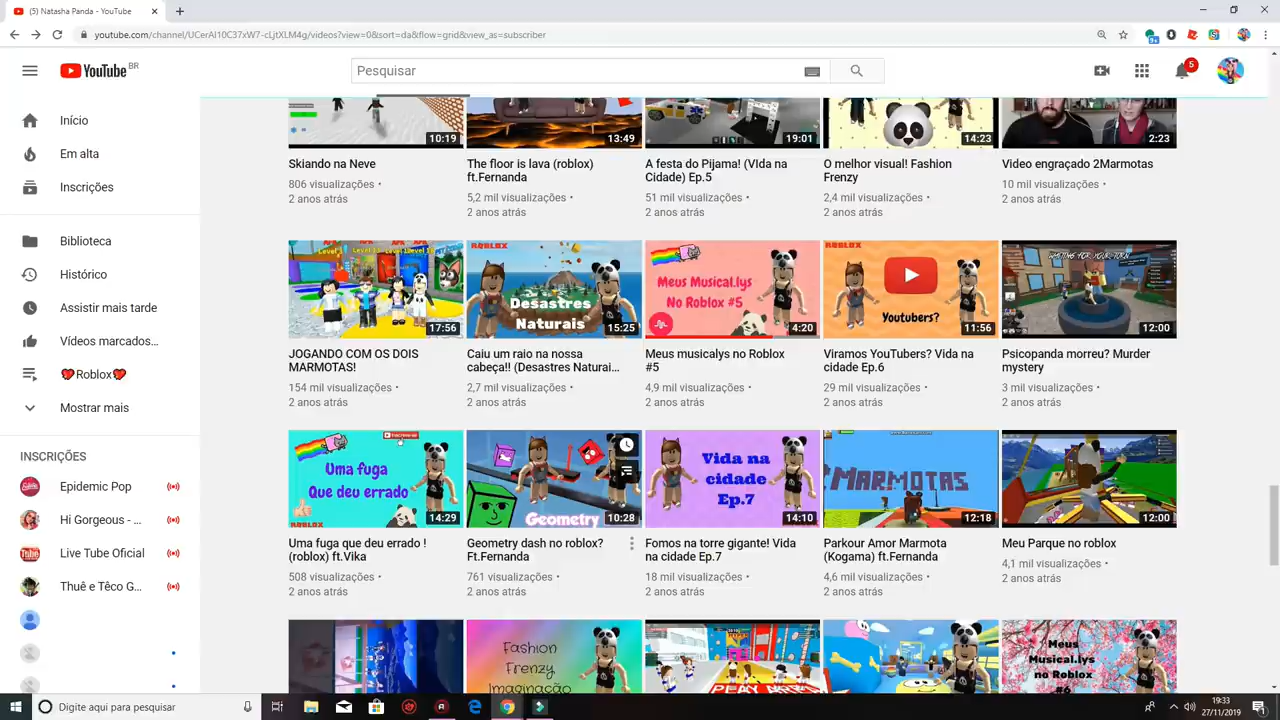 (5) Natasha Panda - YouTube
youtube.com/channel/UCerAI10C37xW7-cLjtXLM4g/videos?view=0&sort=da&flow=grid&view_as=subscriber
YouTube BR
Pesquisar
5
Início
Em alta
Inscrições
Biblioteca
Histórico
Assistir mais tarde
Vídeos marcados...
Roblox
Mostrar mais
INSCRIÇÕES
Epidemic Pop
Hi Gorgeous - ...
Live Tube Oficial
Thuê e Têco G...
10:19
13:49
19:01
14:23
2:23
Skiando na Neve
806 visualizações •
2 anos atrás
The floor is lava (roblox)
ft.Fernanda
5,2 mil visualizações •
2 anos atrás
A festa do Pijama! (VIda na
Cidade) Ep.5
51 mil visualizações •
2 anos atrás
O melhor visual! Fashion
Frenzy
2,4 mil visualizações •
2 anos atrás
Video engraçado 2Marmotas
10 mil visualizações •
2 anos atrás
17:56
ROBLOX
Desastres
Naturais
15:25
Meus Musical.lys
No Roblox #5
4:20
ROBLOX
Youtubers?
11:56
WAITING FOR YOUR TURN
12:00
JOGANDO COM OS DOIS
MARMOTAS!
154 mil visualizações •
2 anos atrás
Caiu um raio na nossa
cabeça!! (Desastres Naturai...
2,7 mil visualizações •
2 anos atrás
Meus musicalys no Roblox
#5
4,9 mil visualizações •
2 anos atrás
Viramos YouTubers? Vida na
cidade Ep.6
29 mil visualizações •
2 anos atrás
Psicopanda morreu? Murder
mystery
3 mil visualizações •
2 anos atrás
Uma fuga
Que deu errado
14:29
Geometry
10:28
Vida na
cidade
Ep.7
14:10
MARMOTAS
12:18
12:00
Uma fuga que deu errado !
(roblox) ft.Vika
508 visualizações •
2 anos atrás
Geometry dash no roblox?
Ft.Fernanda
761 visualizações •
2 anos atrás
Fomos na torre gigante! Vida
na cidade Ep.7
18 mil visualizações •
2 anos atrás
Parkour Amor Marmota
(Kogama) ft.Fernanda
4,6 mil visualizações •
2 anos atrás
Meu Parque no roblox
4,1 mil visualizações •
2 anos atrás
Fashion
Frenzy
Imaginação
Meus
Musical.lys
no Roblox
#6
Digite aqui para pesquisar
19:33
27/11/2019